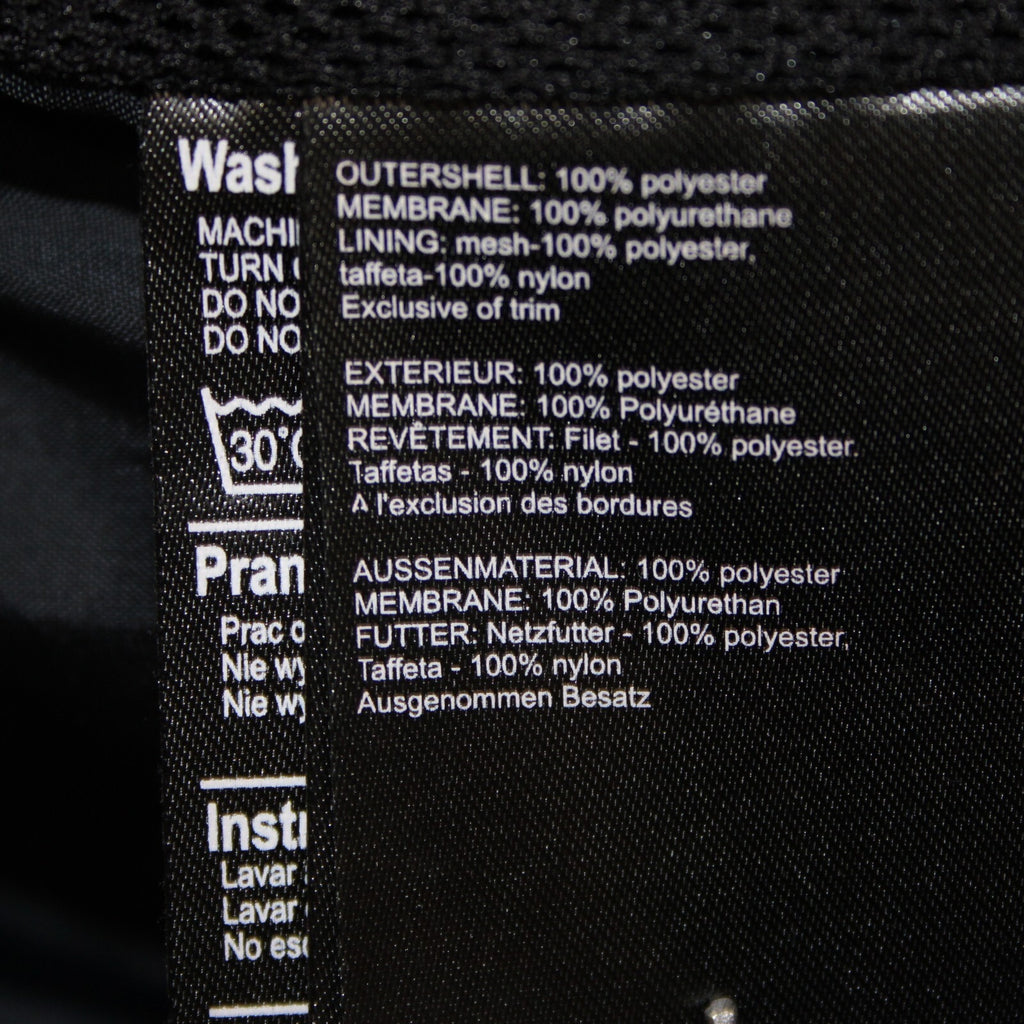 OUTERSHELL: 100% polyester
MEMBRANE: 100% polyurethane
LINING: mesh-100% polyester,
taffeta-100% nylon
Exclusive of trim
EXTERIEUR: 100% polyester
MEMBRANE: 100% Polyuréthane
REVÊTEMENT: Filet - 100% polyester.
Taffetas - 100% nylon
A l'exclusion des bordures
AUSSENMATERIAL: 100% polyester
MEMBRANE: 100% Polyurethan
FUTTER: Netzfutter - 100% polyester,
Taffeta - 100% nylon
Ausgenommen Besatz
Wash
MACHI
TURN
DO NO
DO NO
30°C
Pran
Prac
Nie wy
Nie wy
Instr
Lavar
Lavar
No es